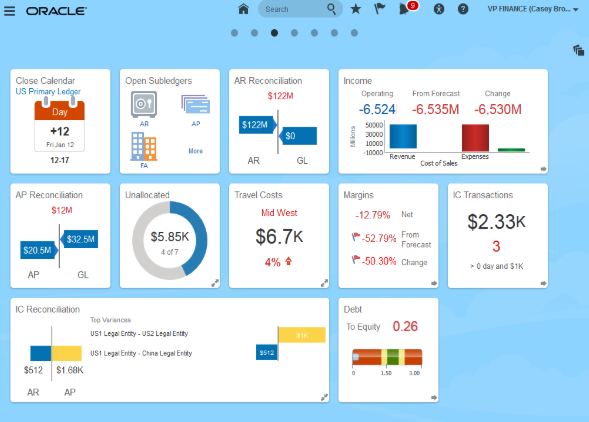 ORACLE
Search
9
VP FINANCE (Casey Bro...
Close Calendar
US Primary Ledger
Day
+12
Fri Jan 12
12-17
Open Subledgers
AR
AP
FA
More
AR Reconciliation
$122M
$122M
$0
AR
GL
Income
Operating
From Forecast
Change
-6,524
-6,535M
-6,530M
Millions
50000
30000
10000
-10000
Revenue
Expenses
Cost of Sales
AP Reconciliation
$12M
$32.5M
$20.5M
AP
GL
Unallocated
$5.85K
4 of 7
Travel Costs
Mid West
$6.7K
4%
Margins
-12.79% Net
-52.79% From
Forecast
-50.30% Change
IC Transactions
$2.33K
3
> 0 day and $1K
IC Reconciliation
Top Variances
US1 Legal Entity - US2 Legal Entity
$1K
US1 Legal Entity - China Legal Entity
$512
$512
$1.68K
AR
AP
Debt
To Equity 0.26
0
1.50
3.00